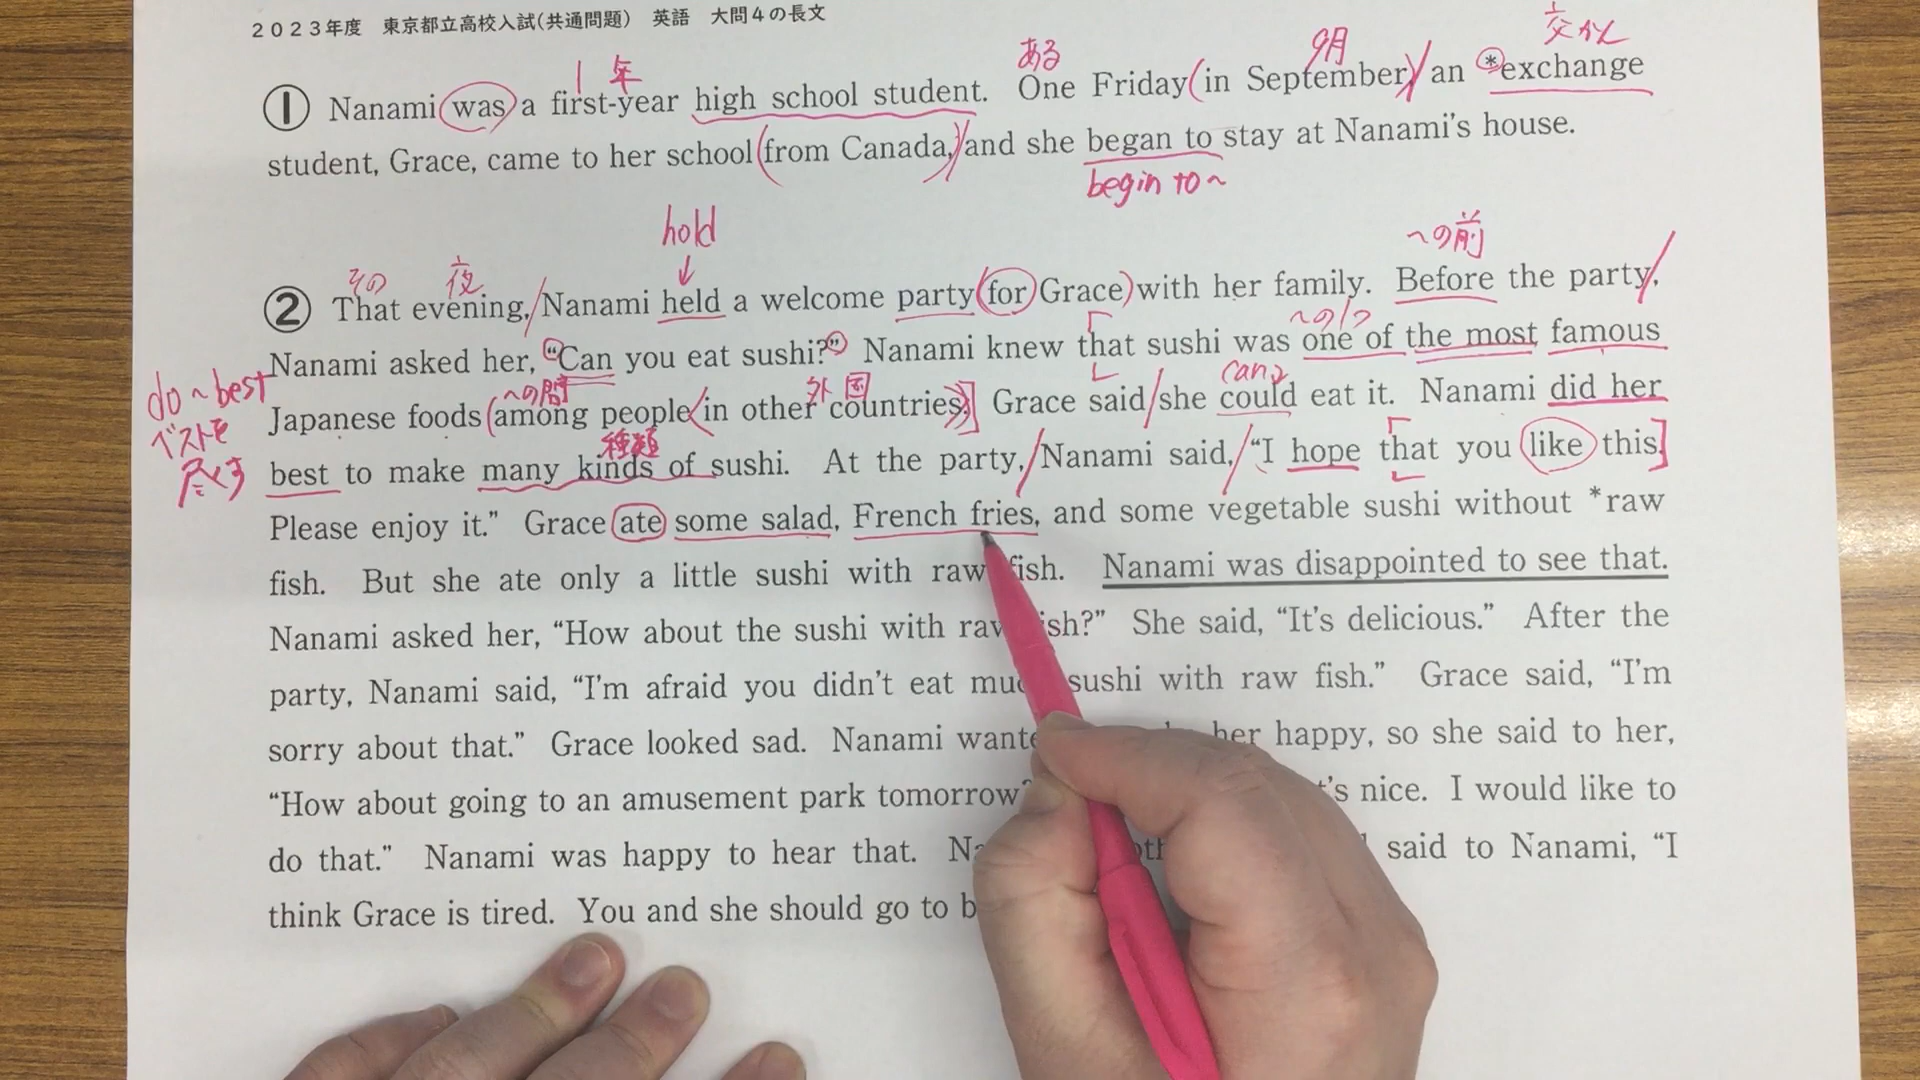 2023年度 東京都立高校入試(共通問題) 英語 大問4の長文
1年 ある 9月 交かん
① Nanami was a first-year high school student. One Friday in September, an *exchange
student, Grace, came to her school from Canada, and she began to stay at Nanami's house.
begin to~
hold
その 夜 ~の前
② That evening, Nanami held a welcome party for Grace with her family. Before the party,
~の1つ
Nanami asked her, "Can you eat sushi?" Nanami knew that sushi was one of the most famous
do~best ~の間 外国 can
Japanese foods among people in other countries. Grace said she could eat it. Nanami did her
ベストを 種類
尽くす
best to make many kinds of sushi. At the party, Nanami said, "I hope that you like this.
Please enjoy it." Grace ate some salad, French fries, and some vegetable sushi without *raw
fish. But she ate only a little sushi with raw fish. Nanami was disappointed to see that.
Nanami asked her, "How about the sushi with raw ish?" She said, "It's delicious." After the
party, Nanami said, "I'm afraid you didn't eat muc sushi with raw fish." Grace said, "I'm
sorry about that." Grace looked sad. Nanami wante her happy, so she said to her,
"How about going to an amusement park tomorrow 's nice. I would like to
do that." Nanami was happy to hear that. said to Nanami, "I
think Grace is tired. You and she should go to b